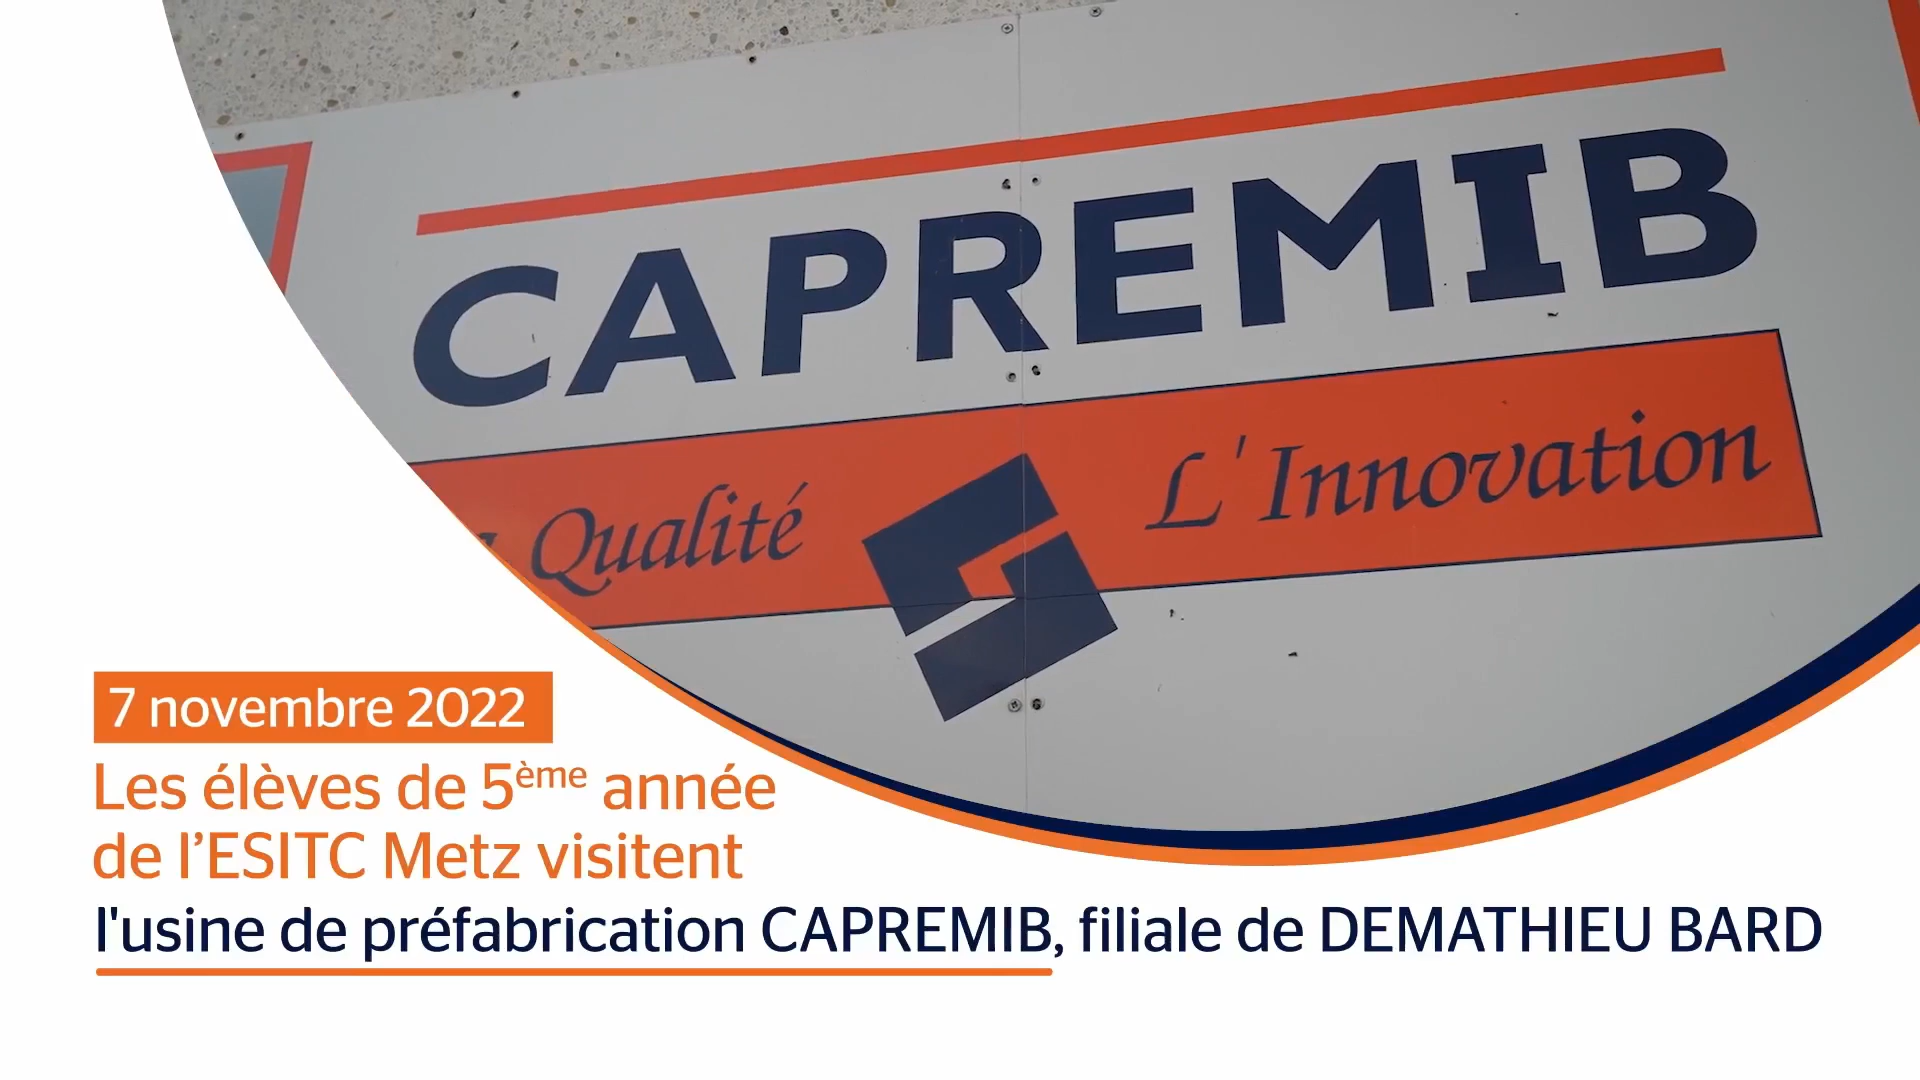 CAPREMIB
Qualité L'Innovation
7 novembre 2022
Les élèves de 5ème année
de l’ESITC Metz visitent
l'usine de préfabrication CAPREMIB, filiale de DEMATHIEU BARD